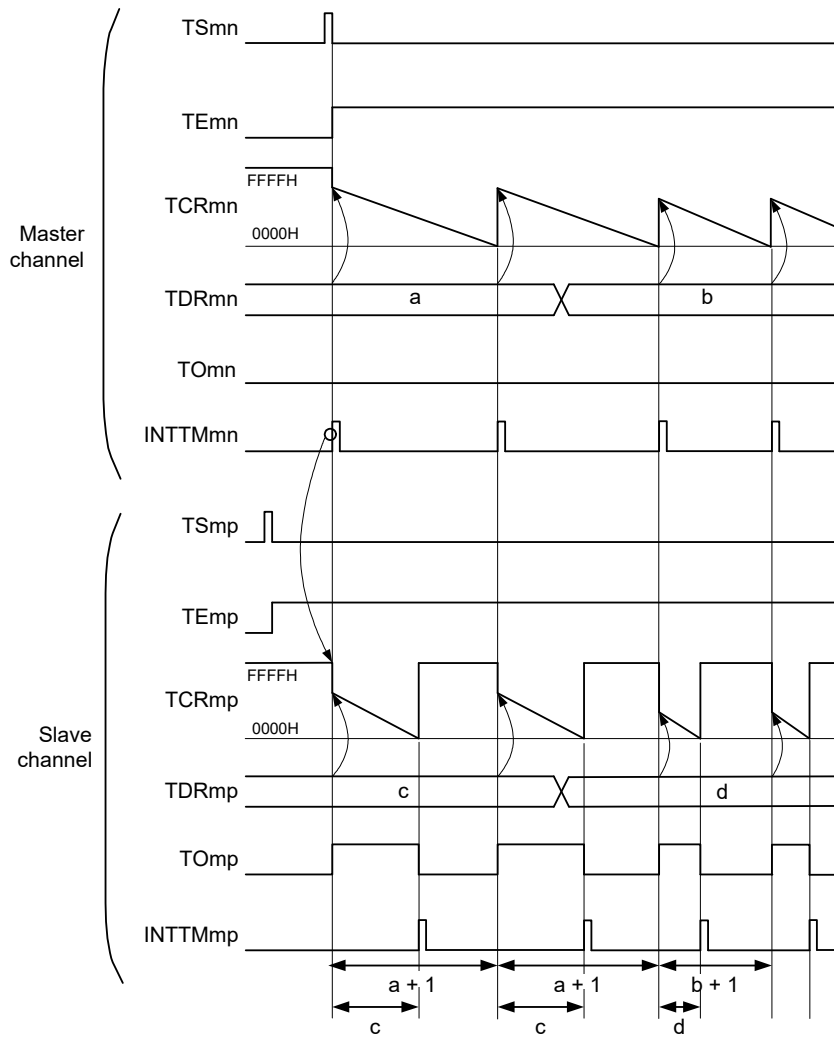 TSmn
TEmn
FFFFH
TCRmn
0000H
Master
channel
TDRmn
a
b
TOmn
INTTMmn
TSmp
TEmp
FFFFH
TCRmp
0000H
Slave
channel
TDRmp
c
d
TOmp
INTTMmp
a + 1
a + 1
b + 1
c
c
d